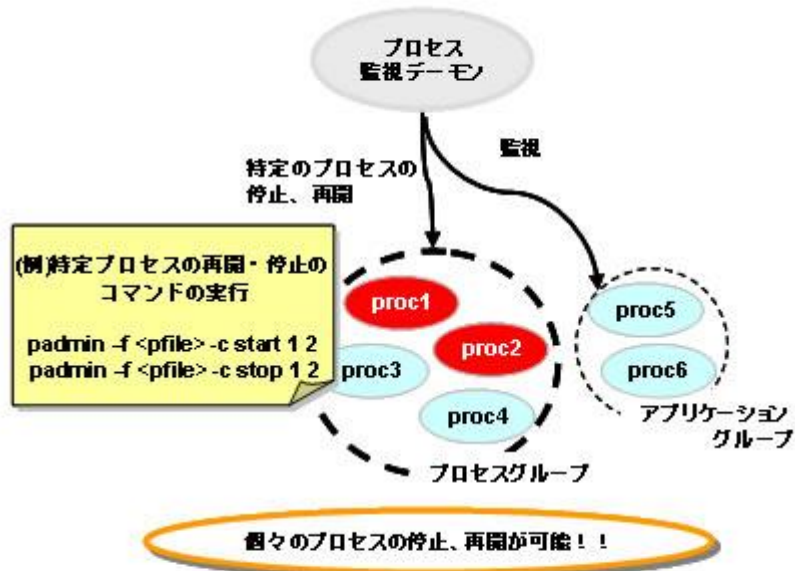 プロセス
監視デーモン
監視
特定のプロセスの
停止、再開
(例)特定プロセスの再開・停止の
コマンドの実行
padmin -f <pfile> -c start 1 2
padmin -f <pfile> -c stop 1 2
proc1
proc2
proc3
proc4
プロセスグループ
proc5
proc6
アプリケーション
グループ
個々のプロセスの停止、再開が可能！！